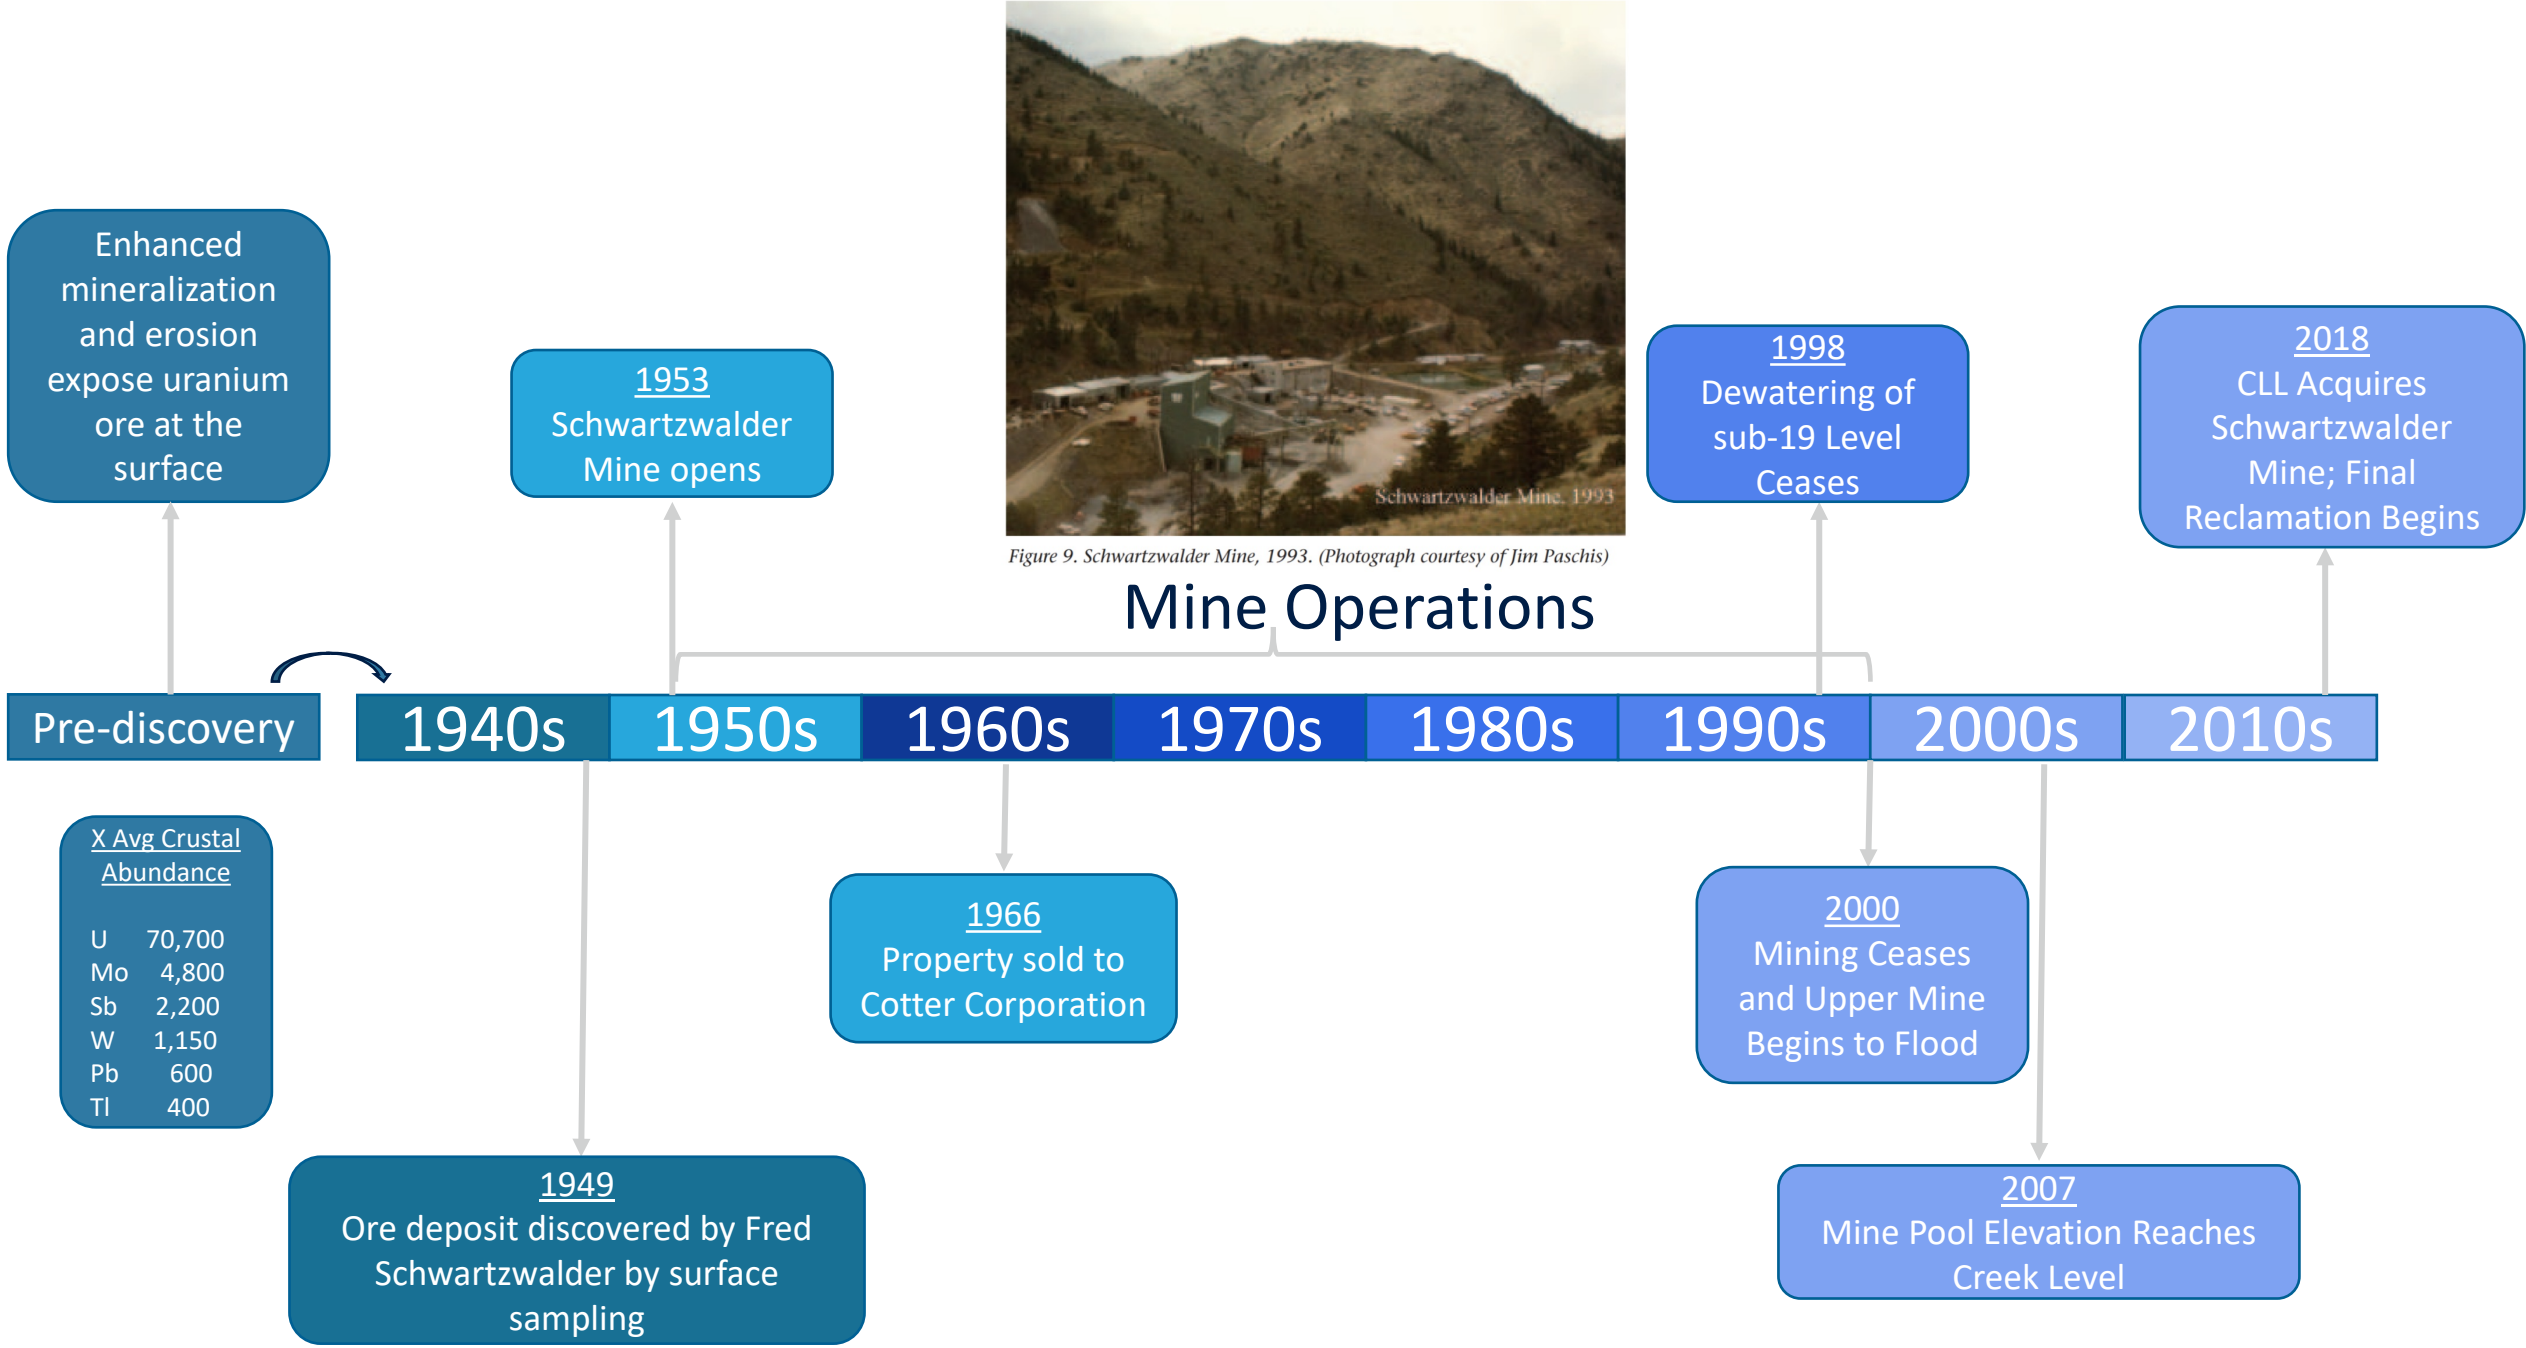 Schwartzwalder Mine, 1993
Figure 9. Schwartzwalder Mine, 1993. (Photograph courtesy of Jim Paschis)
Mine Operations
Enhanced
mineralization
and erosion
expose uranium
ore at the
surface
1953
Schwartzwalder
Mine opens
1998
Dewatering of
sub-19 Level
Ceases
2018
CLL Acquires
Schwartzwalder
Mine; Final
Reclamation Begins
Pre-discovery
1940s
1950s
1960s
1970s
1980s
1990s
2000s
2010s
X Avg Crustal
Abundance
U 70,700
Mo 4,800
Sb 2,200
W 1,150
Pb 600
Tl 400
1949
Ore deposit discovered by Fred
Schwartzwalder by surface
sampling
1966
Property sold to
Cotter Corporation
2000
Mining Ceases
and Upper Mine
Begins to Flood
2007
Mine Pool Elevation Reaches
Creek Level